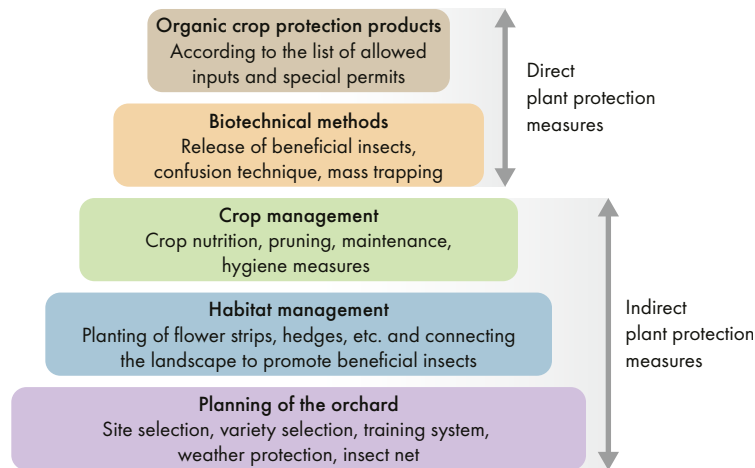 Organic crop protection products
According to the list of allowed
inputs and special permits
Direct
plant protection
measures
Biotechnical methods
Release of beneficial insects,
confusion technique, mass trapping
Crop management
Crop nutrition, pruning, maintenance,
hygiene measures
Habitat management
Planting of flower strips, hedges, etc. and connecting
the landscape to promote beneficial insects
Indirect
plant protection
measures
Planning of the orchard
Site selection, variety selection, training system,
weather protection, insect net